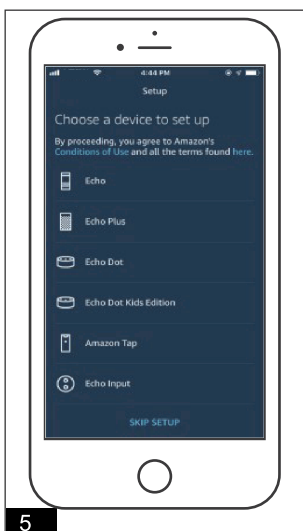 4:44 PM
Setup
Choose a device to set up
By proceeding, you agree to Amazon's
Conditions of Use and all the terms found here.
Echo
Echo Plus
Echo Dot
Echo Dot Kids Edition
Amazon Tap
Echo Input
SKIP SETUP
5